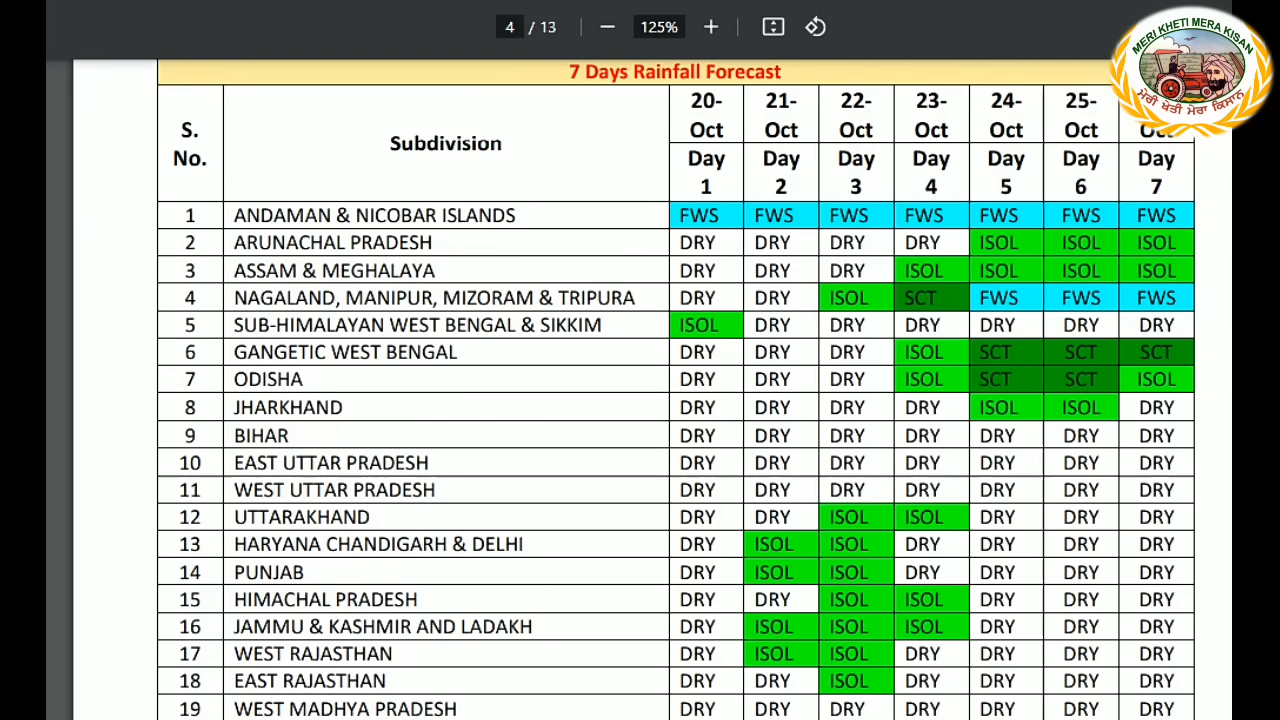 4 / 13 125%
MERI KHETI MERA KISAN
ਮੇਰੀ ਖੇਤੀ ਮੇਰਾ ਕਿਸਾਨ
7 Days Rainfall Forecast
S. No. Subdivision 20-Oct 21-Oct 22-Oct 23-Oct 24-Oct 25-Oct
Day 1 Day 2 Day 3 Day 4 Day 5 Day 6 Day 7
1 ANDAMAN & NICOBAR ISLANDS FWS FWS FWS FWS FWS FWS FWS
2 ARUNACHAL PRADESH DRY DRY DRY DRY ISOL ISOL ISOL
3 ASSAM & MEGHALAYA DRY DRY DRY ISOL ISOL ISOL ISOL
4 NAGALAND, MANIPUR, MIZORAM & TRIPURA DRY DRY ISOL SCT FWS FWS FWS
5 SUB-HIMALAYAN WEST BENGAL & SIKKIM ISOL DRY DRY DRY DRY DRY DRY
6 GANGETIC WEST BENGAL DRY DRY DRY ISOL SCT SCT SCT
7 ODISHA DRY DRY DRY ISOL SCT SCT ISOL
8 JHARKHAND DRY DRY DRY DRY ISOL ISOL DRY
9 BIHAR DRY DRY DRY DRY DRY DRY DRY
10 EAST UTTAR PRADESH DRY DRY DRY DRY DRY DRY DRY
11 WEST UTTAR PRADESH DRY DRY DRY DRY DRY DRY DRY
12 UTTARAKHAND DRY DRY ISOL ISOL DRY DRY DRY
13 HARYANA CHANDIGARH & DELHI DRY ISOL ISOL DRY DRY DRY DRY
14 PUNJAB DRY ISOL ISOL DRY DRY DRY DRY
15 HIMACHAL PRADESH DRY DRY ISOL ISOL DRY DRY DRY
16 JAMMU & KASHMIR AND LADAKH DRY ISOL ISOL ISOL DRY DRY DRY
17 WEST RAJASTHAN DRY ISOL ISOL DRY DRY DRY DRY
18 EAST RAJASTHAN DRY DRY ISOL DRY DRY DRY DRY
19 WEST MADHYA PRADESH DRY DRY DRY DRY DRY DRY DRY